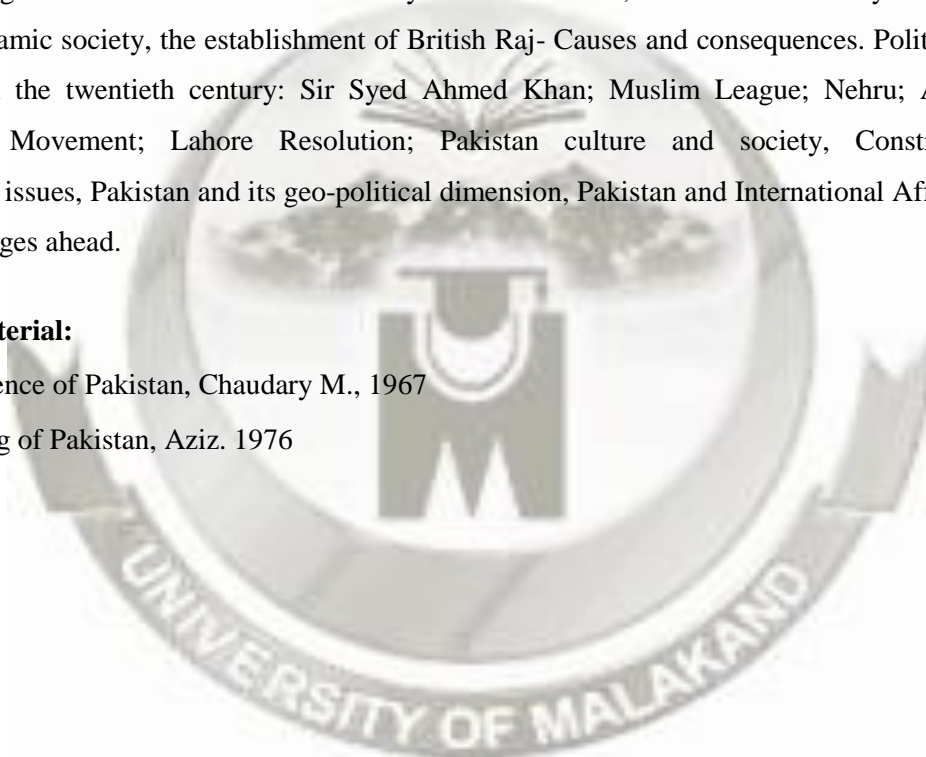 amic society, the establishment of British Raj- Causes and consequences. Polit
the twentieth century: Sir Syed Ahmed Khan; Muslim League; Nehru; A
Movement; Lahore Resolution; Pakistan culture and society, Consti
issues, Pakistan and its geo-political dimension, Pakistan and International Af
ges ahead.
terial:
ence of Pakistan, Chaudary M., 1967
g of Pakistan, Aziz. 1976
UNIVERSITY OF MALAKAND